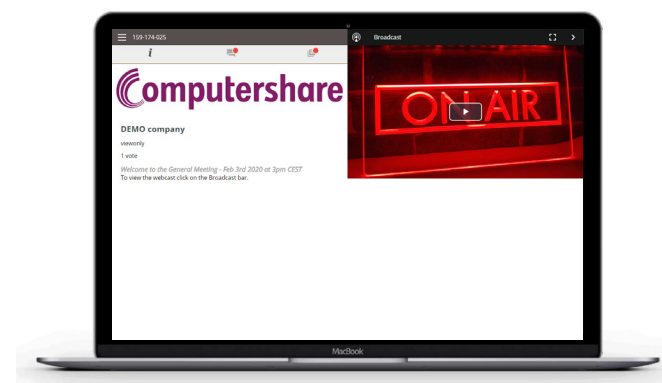 159-174-025
Broadcast
i
Computershare
ON AIR
DEMO company
viewonly
1 vote
Welcome to the General Meeting - Feb 3rd 2020 at 3pm CEST
To view the webcast click on the Broadcast bar.
MacBook